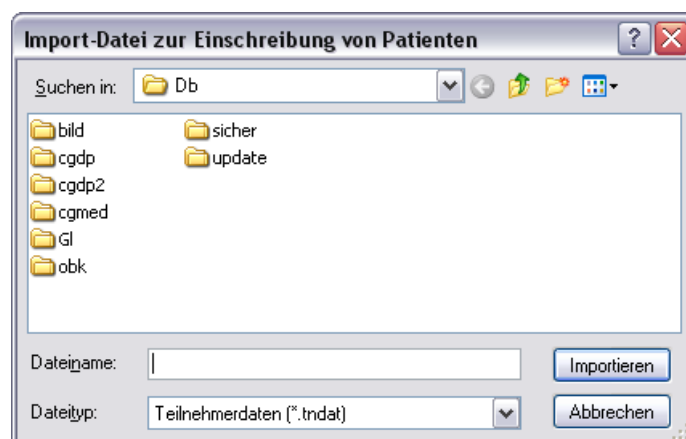 Import-Datei zur Einschreibung von Patienten
Suchen in: Db
bild sicher
cgdp update
cgdp2
cgmed
Gl
obk
Dateiname: Importieren
Dateityp: Teilnehmerdaten (*.tndat) Abbrechen